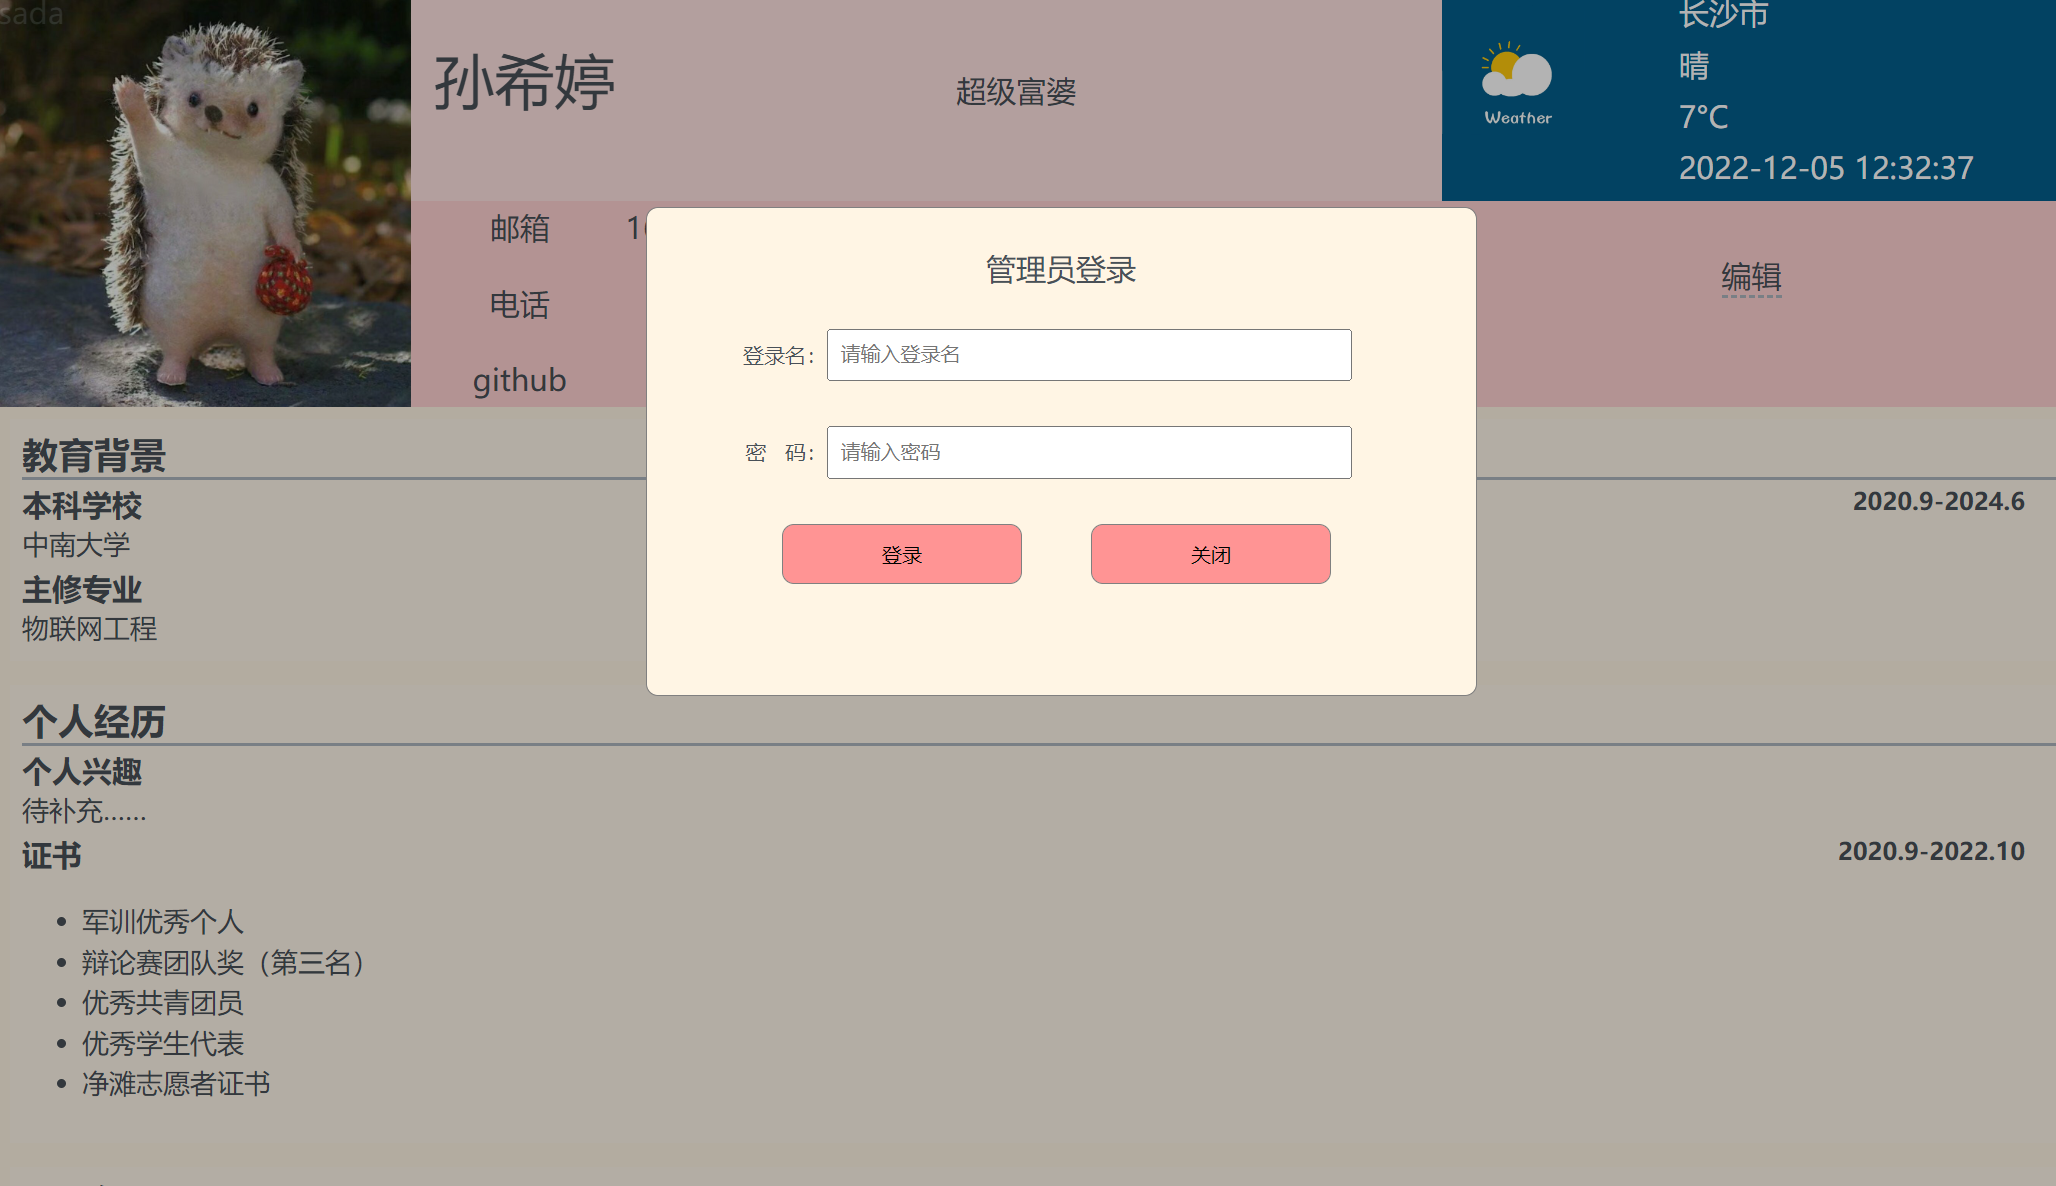 sada
孙希婷
超级富婆
长沙市
晴
7°C
2022-12-05 12:32:37
Weather
邮箱
电话
github
编辑
管理员登录
登录名：
请输入登录名
密 码：
请输入密码
登录
关闭
教育背景
本科学校
2020.9-2024.6
中南大学
主修专业
物联网工程
个人经历
个人兴趣
待补充......
证书
2020.9-2022.10
军训优秀个人
辩论赛团队奖（第三名）
优秀共青团员
优秀学生代表
净滩志愿者证书